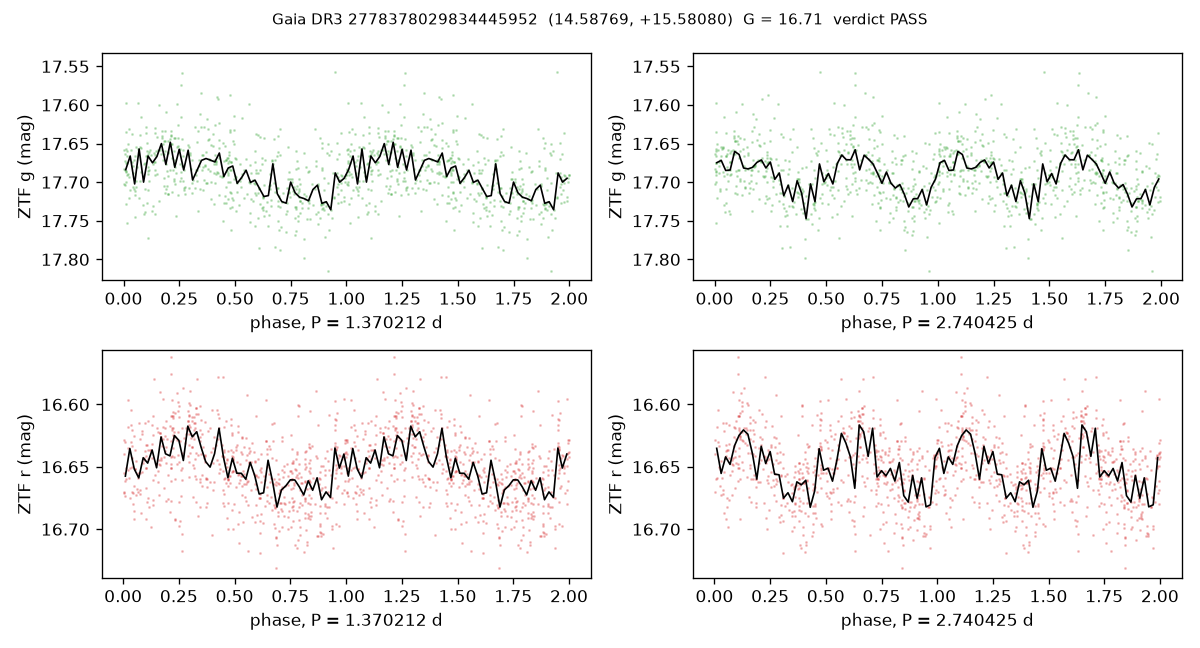 Gaia DR3 2778378029834445952  (14.58769, +15.58080)  G = 16.71  verdict PASS
ZTF g (mag)
17.55
17.60
17.65
17.70
17.75
17.80
0.00 0.25 0.50 0.75 1.00 1.25 1.50 1.75 2.00
phase, P = 1.370212 d
ZTF g (mag)
17.55
17.60
17.65
17.70
17.75
17.80
0.00 0.25 0.50 0.75 1.00 1.25 1.50 1.75 2.00
phase, P = 2.740425 d
ZTF r (mag)
16.60
16.65
16.70
0.00 0.25 0.50 0.75 1.00 1.25 1.50 1.75 2.00
phase, P = 1.370212 d
ZTF r (mag)
16.60
16.65
16.70
0.00 0.25 0.50 0.75 1.00 1.25 1.50 1.75 2.00
phase, P = 2.740425 d